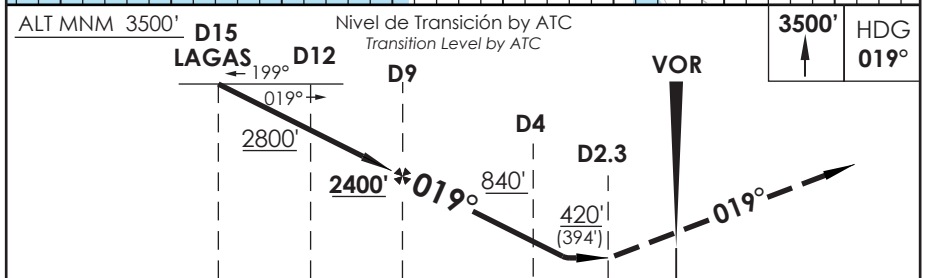 ALT MNM 3500'
Nivel de Transición by ATC
Transition Level by ATC
3500'
HDG
019°
D15
LAGAS
D12
D9
VOR
← 199°
019° →
D4
D2.3
2800'
2400'
019°
840'
420'
(394')
019°